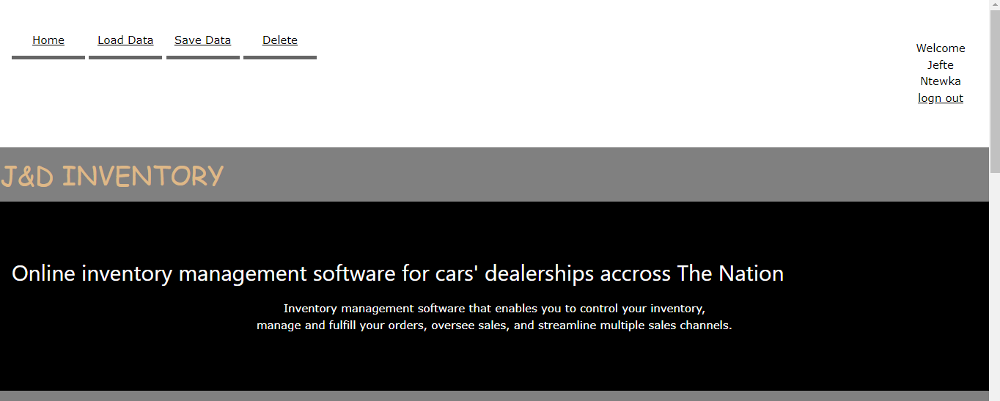 Home Load Data Save Data Delete
Welcome
Jefte
Ntewka
logn out
J&D INVENTORY
Online inventory management software for cars' dealerships accross The Nation
Inventory management software that enables you to control your inventory,
manage and fulfill your orders, oversee sales, and streamline multiple sales channels.